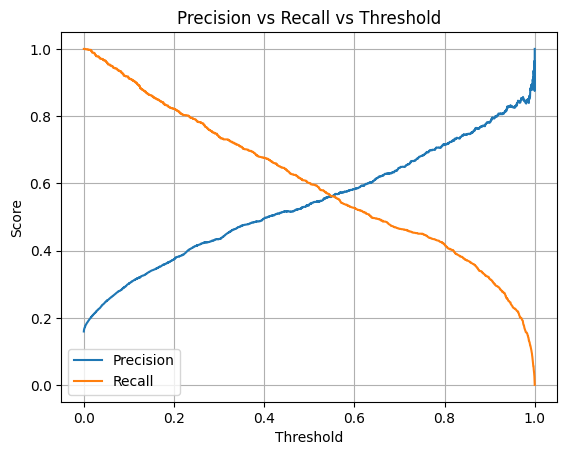 Precision vs Recall vs Threshold
Score
1.0
0.8
0.6
0.4
0.2
0.0
Precision
Recall
0.0 0.2 0.4 0.6 0.8 1.0
Threshold